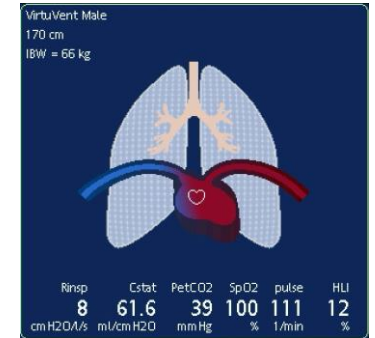 VirtuVent Male
170 cm
IBW = 66 kg
Rinsp Cstat PetCO2 SpO2 pulse HLI
8 61.6 39 100 111 12
cmH2O/l/s ml/cmH2O mmHg % 1/min %